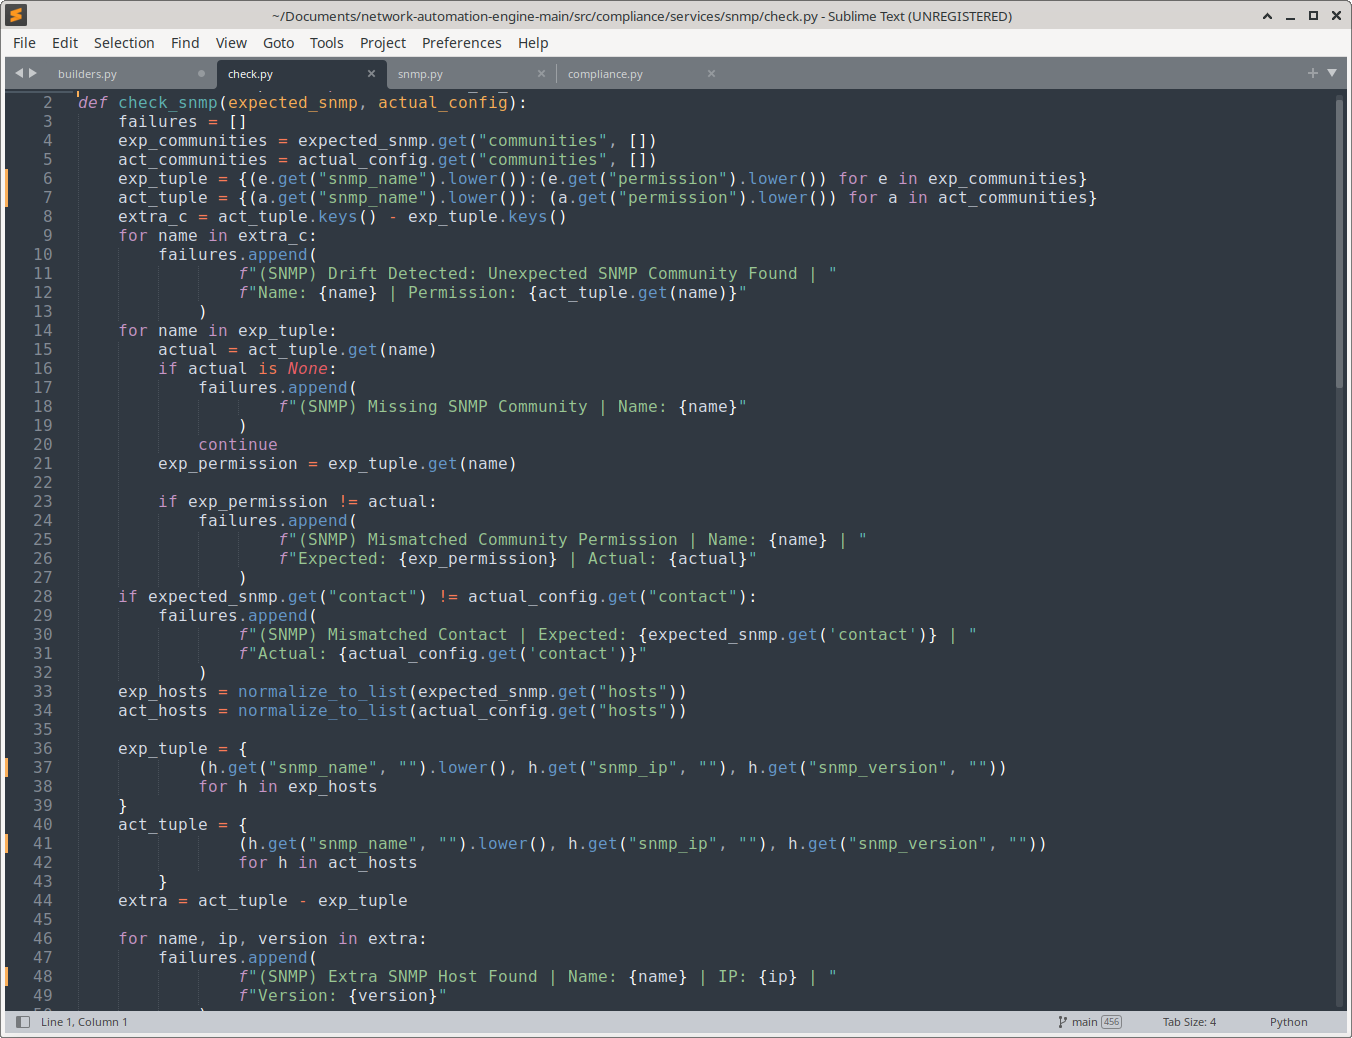 ~/Documents/network-automation-engine-main/src/compliance/services/snmp/check.py - Sublime Text (UNREGISTERED)
File Edit Selection Find View Goto Tools Project Preferences Help
builders.py check.py snmp.py compliance.py
2 def check_snmp(expected_snmp, actual_config):
3     failures = []
4     exp_communities = expected_snmp.get("communities", [])
5     act_communities = actual_config.get("communities", [])
6     exp_tuple = {(e.get("snmp_name").lower()):(e.get("permission").lower()) for e in exp_communities}
7     act_tuple = {(a.get("snmp_name").lower()): (a.get("permission").lower()) for a in act_communities}
8     extra_c = act_tuple.keys() - exp_tuple.keys()
9     for name in extra_c:
10         failures.append(
11                 f"(SNMP) Drift Detected: Unexpected SNMP Community Found | "
12                 f"Name: {name} | Permission: {act_tuple.get(name)}"
13             )
14     for name in exp_tuple:
15         actual = act_tuple.get(name)
16         if actual is None:
17             failures.append(
18                     f"(SNMP) Missing SNMP Community | Name: {name}"
19                 )
20             continue
21         exp_permission = exp_tuple.get(name)
22
23         if exp_permission != actual:
24             failures.append(
25                     f"(SNMP) Mismatched Community Permission | Name: {name} | "
26                     f"Expected: {exp_permission} | Actual: {actual}"
27                 )
28     if expected_snmp.get("contact") != actual_config.get("contact"):
29         failures.append(
30                 f"(SNMP) Mismatched Contact | Expected: {expected_snmp.get('contact')} | "
31                 f"Actual: {actual_config.get('contact')}"
32             )
33     exp_hosts = normalize_to_list(expected_snmp.get("hosts"))
34     act_hosts = normalize_to_list(actual_config.get("hosts"))
35
36     exp_tuple = {
37             (h.get("snmp_name", "").lower(), h.get("snmp_ip", ""), h.get("snmp_version", ""))
38             for h in exp_hosts
39     }
40     act_tuple = {
41                 (h.get("snmp_name", "").lower(), h.get("snmp_ip", ""), h.get("snmp_version", ""))
42                 for h in act_hosts
43         }
44     extra = act_tuple - exp_tuple
45
46     for name, ip, version in extra:
47         failures.append(
48                 f"(SNMP) Extra SNMP Host Found | Name: {name} | IP: {ip} | "
49                 f"Version: {version}"
Line 1, Column 1 main 456 Tab Size: 4 Python